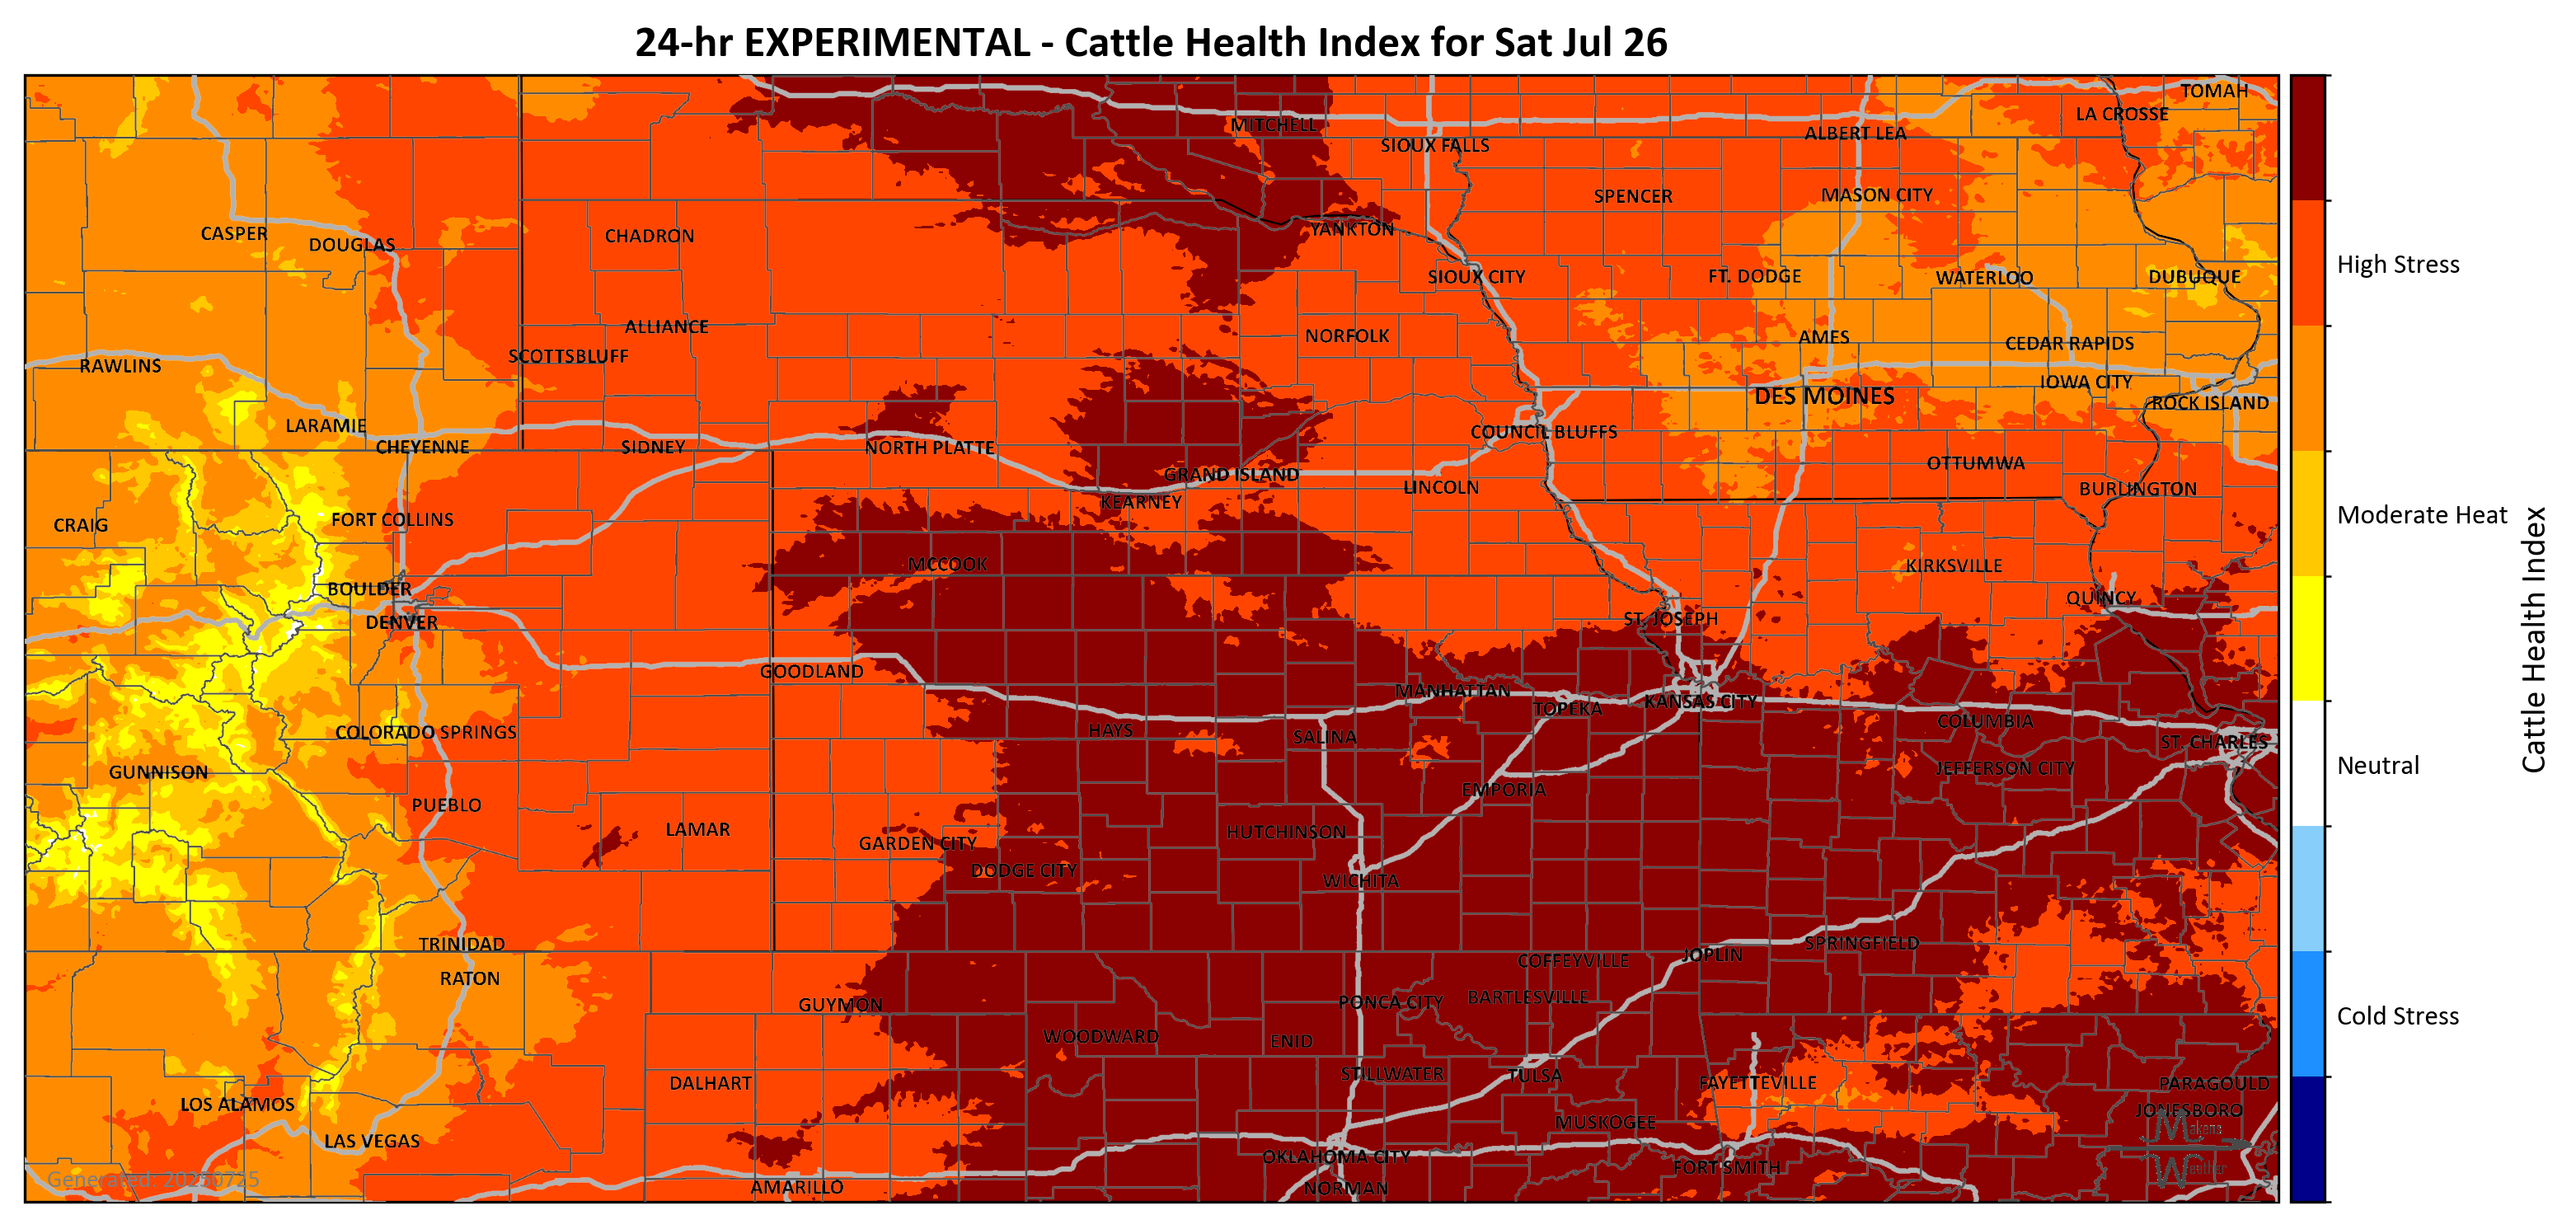 24-hr EXPERIMENTAL - Cattle Health Index for Sat Jul 26
TOMAH
LA CROSSE
MITCHELL
ALBERT LEA
SIOUX FALLS
SPENCER
MASON CITY
CASPER
DOUGLAS
CHADRON
YANKTON
SIOUX CITY
FT. DODGE
WATERLOO
DUBUQUE
High Stress
ALLIANCE
NORFOLK
AMES
CEDAR RAPIDS
SCOTTSBLUFF
RAWLINS
IOWA CITY
DES MOINES
ROCK ISLAND
LARAMIE
COUNCIL BLUFFS
CHEYENNE
SIDNEY
NORTH PLATTE
OTTUMWA
GRAND ISLAND
LINCOLN
BURLINGTON
KEARNEY
Moderate Heat
CRAIG
FORT COLLINS
MCCOOK
KIRKSVILLE
BOULDER
QUINCY
DENVER
ST. JOSEPH
Cattle Health Index
GOODLAND
MANHATTAN
TOPEKA
KANSAS CITY
COLUMBIA
COLORADO SPRINGS
HAYS
SALINA
ST. CHARLES
GUNNISON
JEFFERSON CITY
Neutral
EMPORIA
PUEBLO
LAMAR
HUTCHINSON
GARDEN CITY
DODGE CITY
WICHITA
TRINIDAD
SPRINGFIELD
JOPLIN
COFFEYVILLE
RATON
BARTLESVILLE
GUYMON
PONCA CITY
Cold Stress
WOODWARD
ENID
STILLWATER
TULSA
DALHART
FAYETTEVILLE
PARAGOULD
LOS ALAMOS
JONESBORO
MUSKOGEE
Makens
LAS VEGAS
OKLAHOMA CITY
FORT SMITH
Weather
Generated: 20250725
AMARILLO
NORMAN